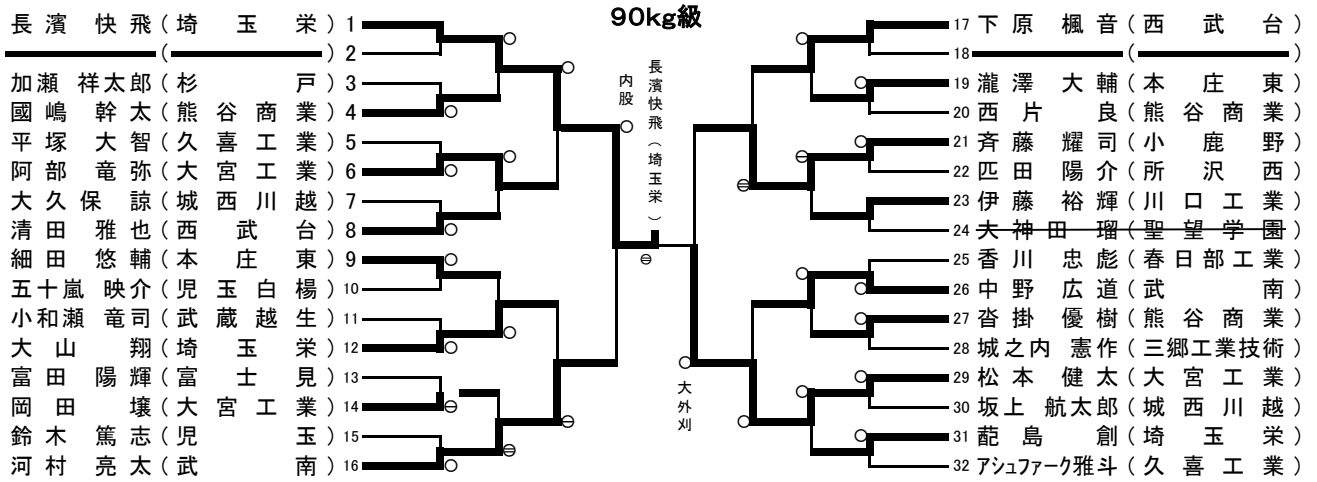 90kg級
長濱 快飛(埼玉栄) 1
( ) 2
加瀬 祥太郎(杉戸) 3
國嶋 幹太(熊谷商業) 4
平塚 大智(久喜工業) 5
阿部 竜弥(大宮工業) 6
大久保 諒(城西川越) 7
清田 雅也(西武台) 8
細田 悠輔(本庄東) 9
五十嵐 映介(児玉白楊) 10
小和瀬 竜司(武蔵越生) 11
大山 翔(埼玉栄) 12
富田 陽輝(富士見) 13
岡田 壌(大宮工業) 14
鈴木 篤志(児玉) 15
河村 亮太(武南) 16
内股
長濱快飛(埼玉栄)
大外刈
17 下原 楓音(西武台)
18 ( )
19 瀧澤 大輔(本庄東)
20 西片 良(熊谷商業)
21 斉藤 耀司(小鹿野)
22 匹田 陽介(所沢西)
23 伊藤 裕輝(川口工業)
24 大神田 瑠(聖望学園)
25 香川 忠彪(春日部工業)
26 中野 広道(武南)
27 沓掛 優樹(熊谷商業)
28 城之内 憲作(三郷工業技術)
29 松本 健太(大宮工業)
30 坂上 航太郎(城西川越)
31 蓜島 創(埼玉栄)
32 アシュファーク雅斗(久喜工業)